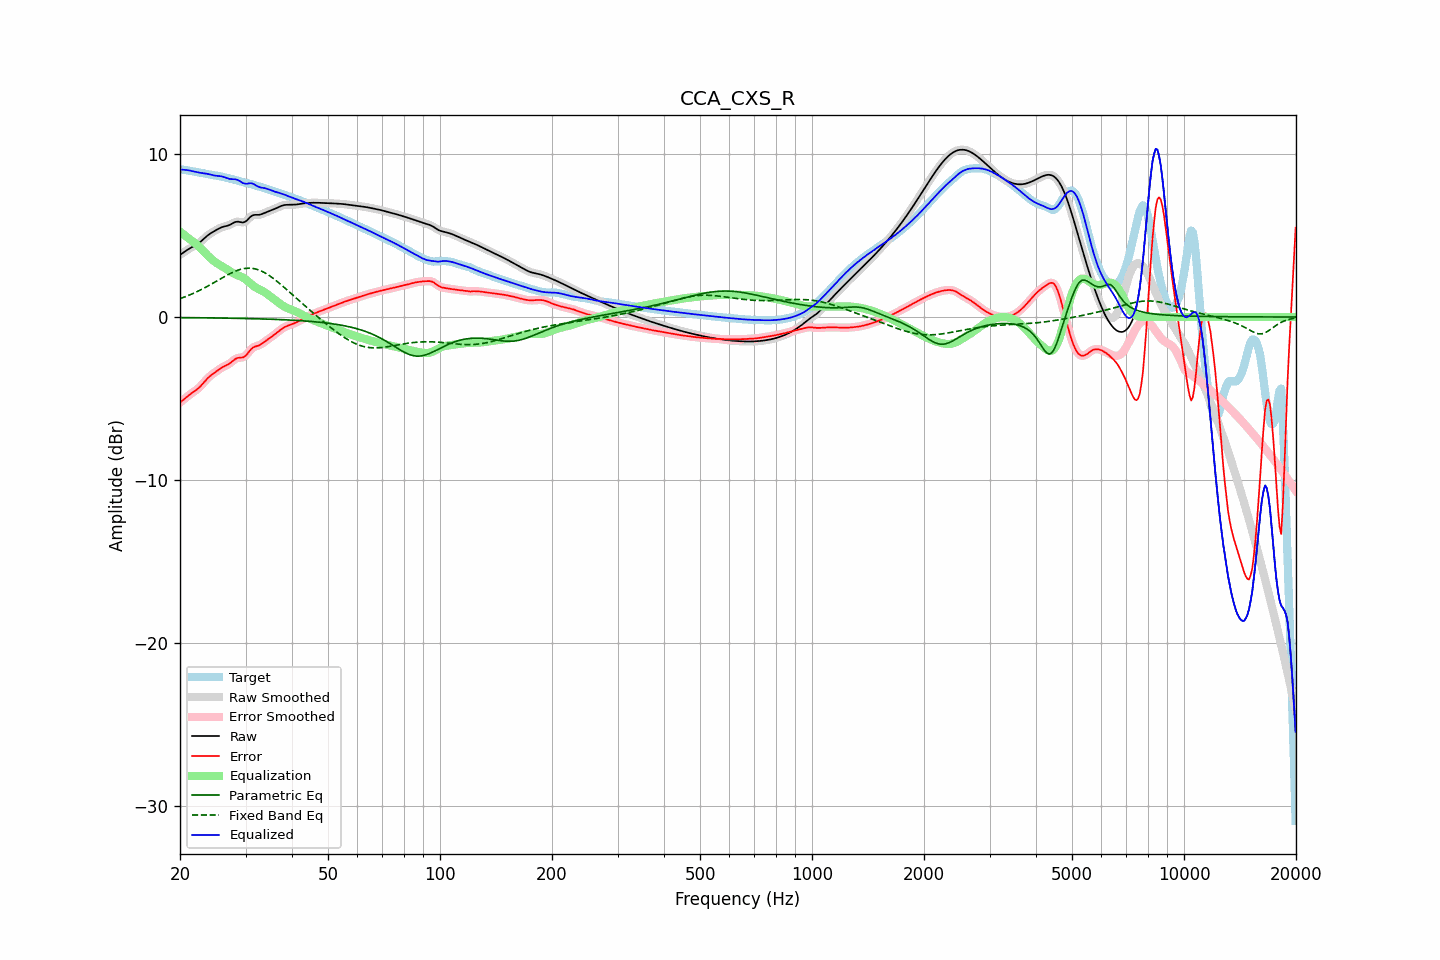 CCA_CXS_R
Amplitude (dBr)
10
0
−10
−20
−30
Target
Raw Smoothed
Error Smoothed
Raw
Error
Equalization
Parametric Eq
Fixed Band Eq
Equalized
20 50 100 200 500 1000 2000 5000 10000 20000
Frequency (Hz)